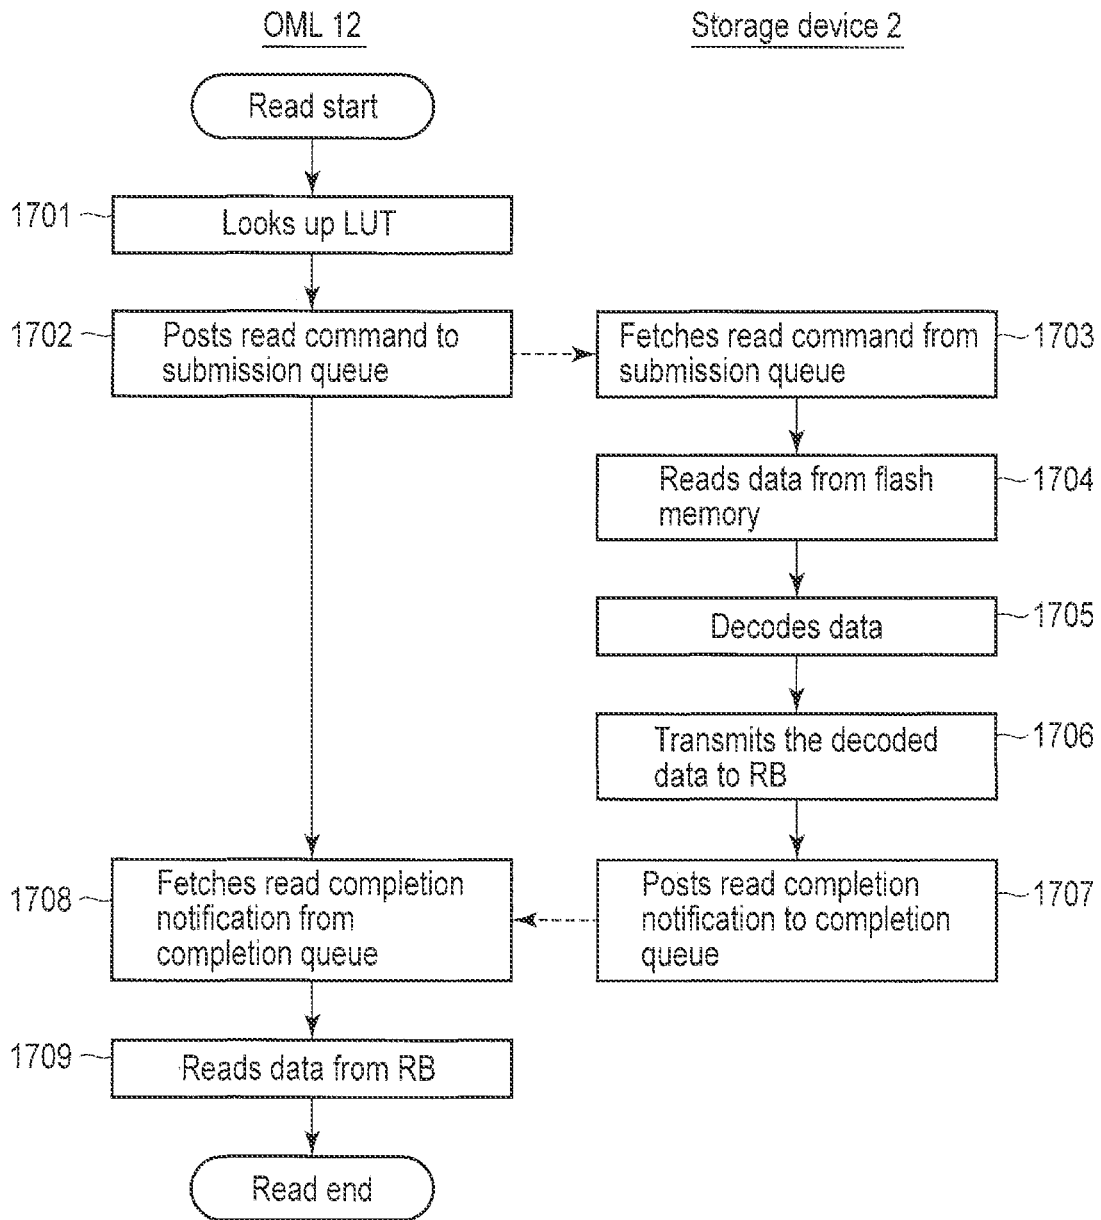 OML 12
Storage device 2
Read start
1701
Looks up LUT
1702
Posts read command to
submission queue
Fetches read command from
submission queue
1703
Reads data from flash
memory
1704
Decodes data
1705
Transmits the decoded
data to RB
1706
1708
Fetches read completion
notification from
completion queue
Posts read completion
notification to completion
queue
1707
1709
Reads data from RB
Read end